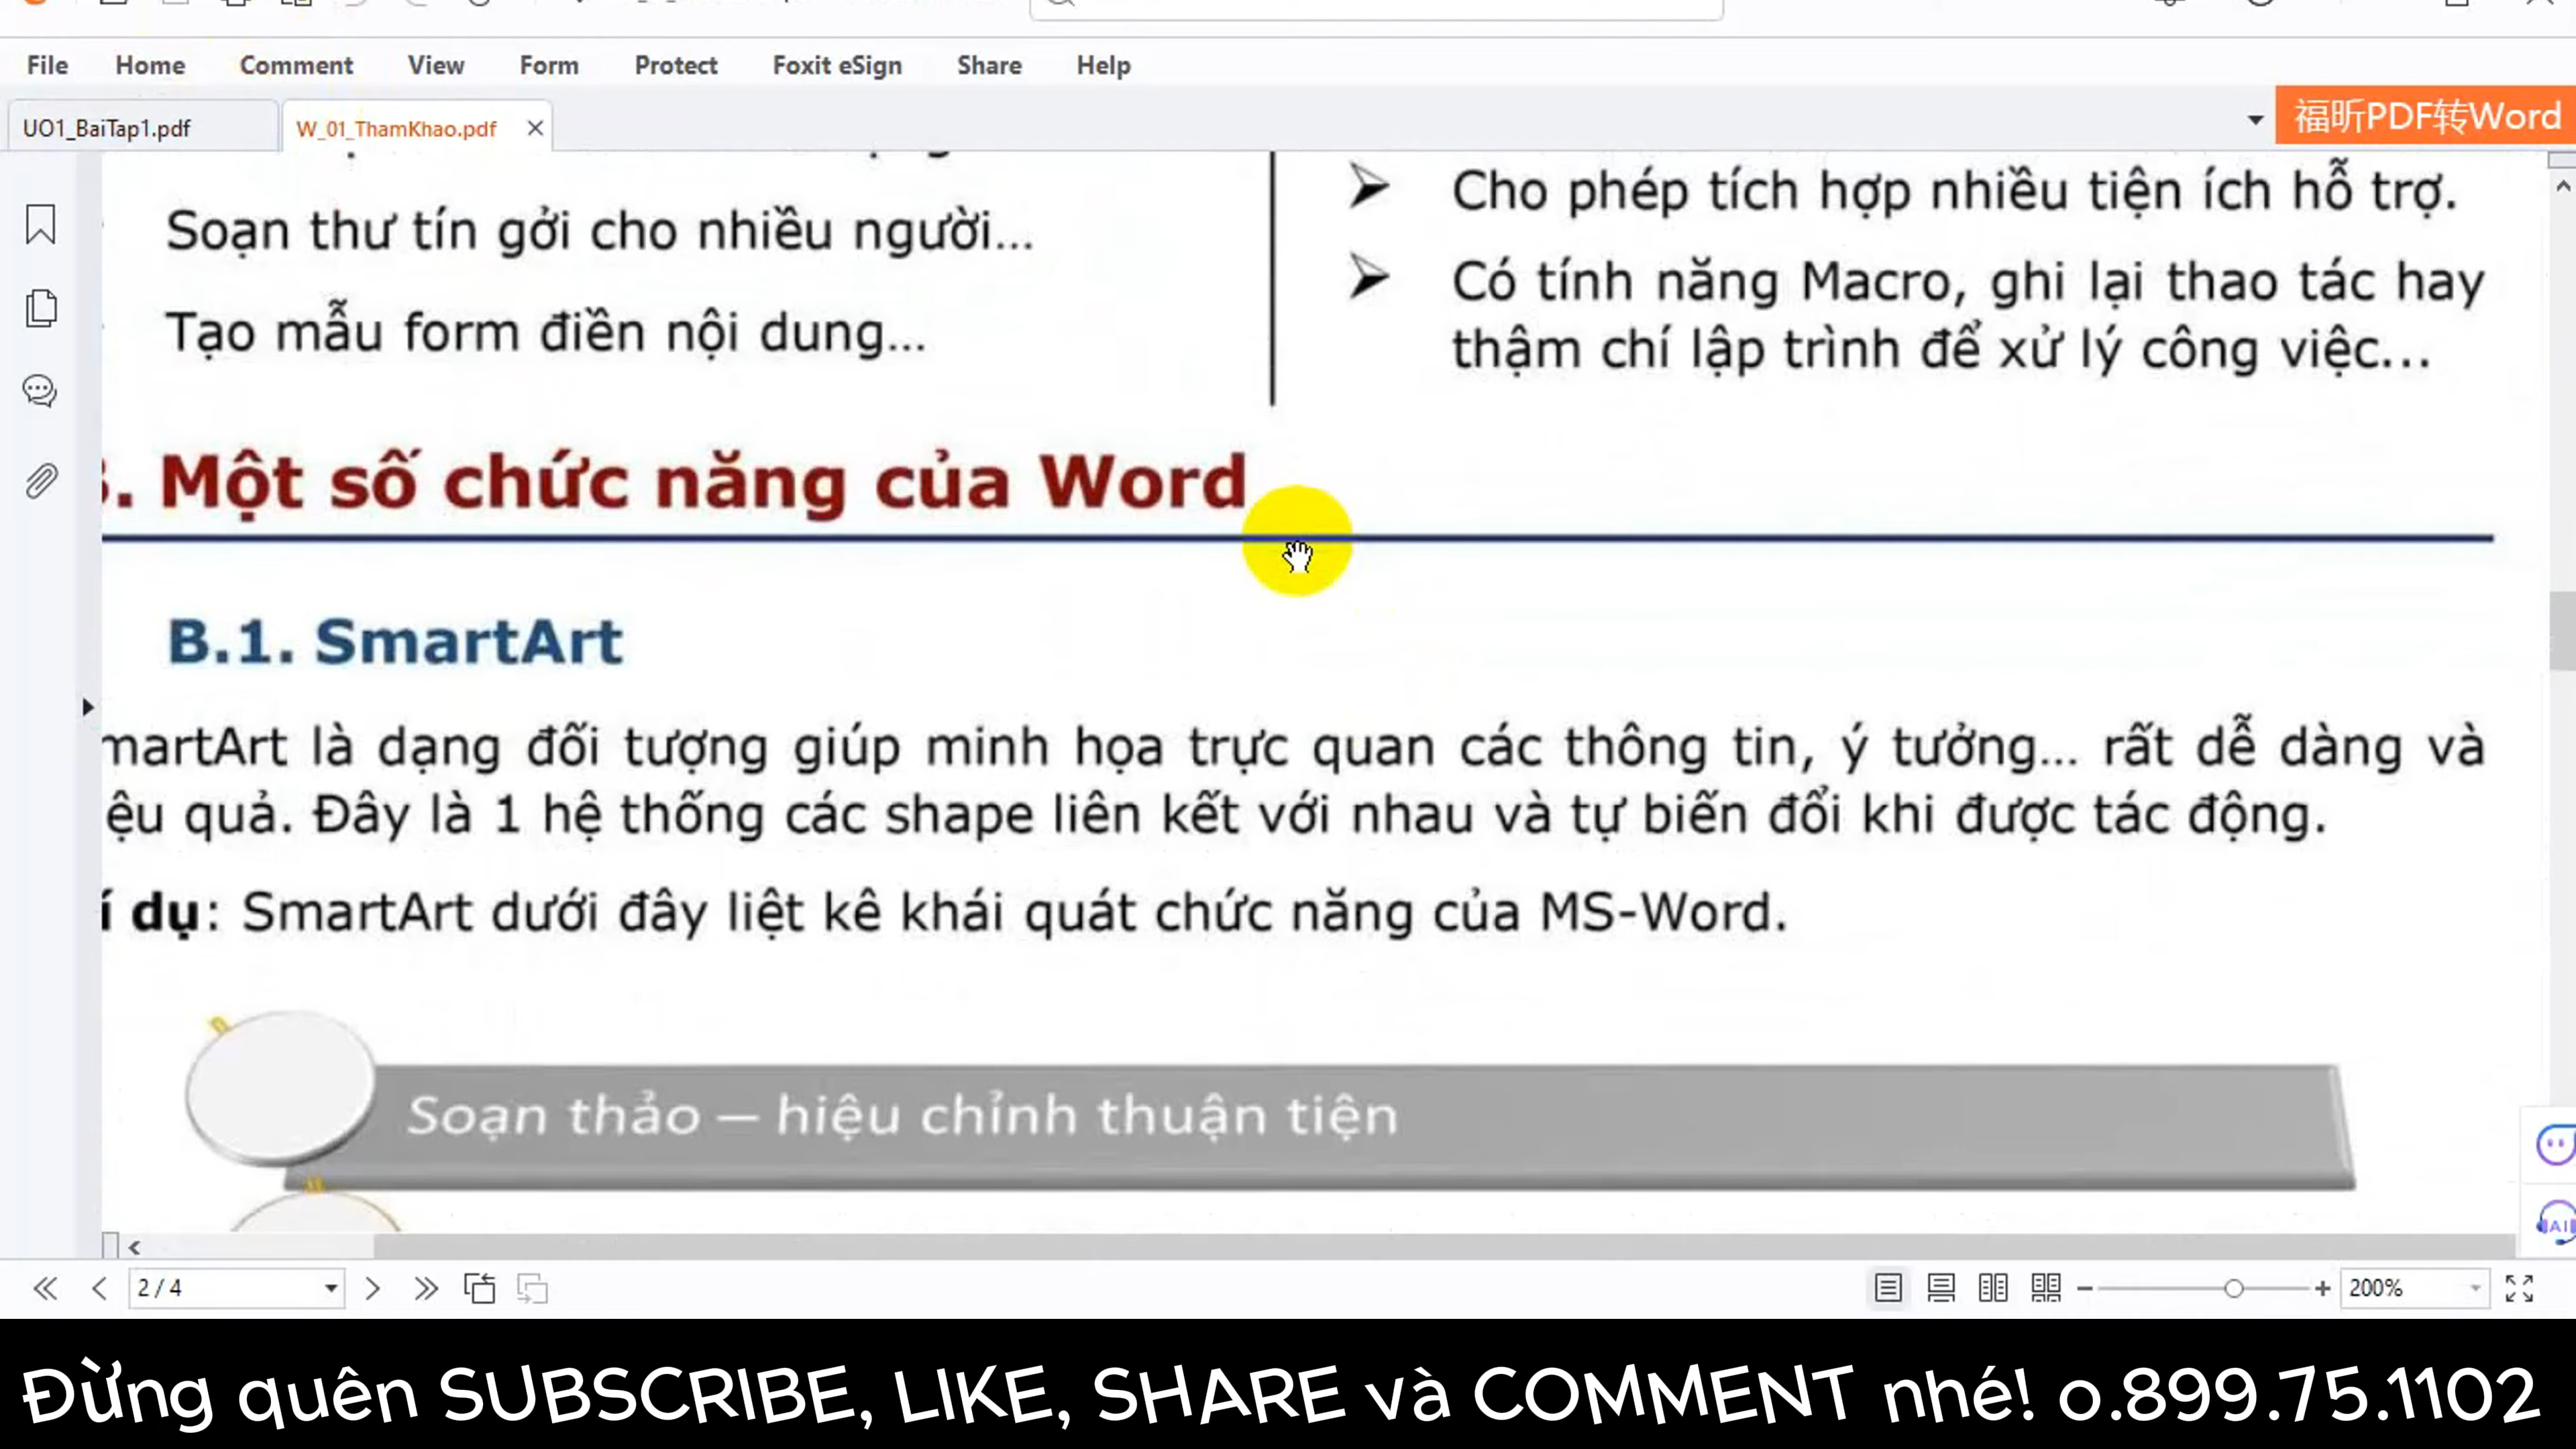 File Home Comment View Form Protect Foxit eSign Share Help
UO1_BaiTap1.pdf W_01_ThamKhao.pdf 福昕PDF转Word
Soạn thư tín gởi cho nhiều người...
Tạo mẫu form điền nội dung...
Cho phép tích hợp nhiều tiện ích hỗ trợ.
Có tính năng Macro, ghi lại thao tác hay
thậm chí lập trình để xử lý công việc...
. Một số chức năng của Word
B.1. SmartArt
martArt là dạng đối tượng giúp minh họa trực quan các thông tin, ý tưởng... rất dễ dàng và
ệu quả. Đây là 1 hệ thống các shape liên kết với nhau và tự biến đổi khi được tác động.
í dụ: SmartArt dưới đây liệt kê khái quát chức năng của MS-Word.
Soạn thảo – hiệu chỉnh thuận tiện
AI
2 / 4 200%
Đừng quên SUBSCRIBE, LIKE, SHARE và COMMENT nhé! 0.899.75.1102